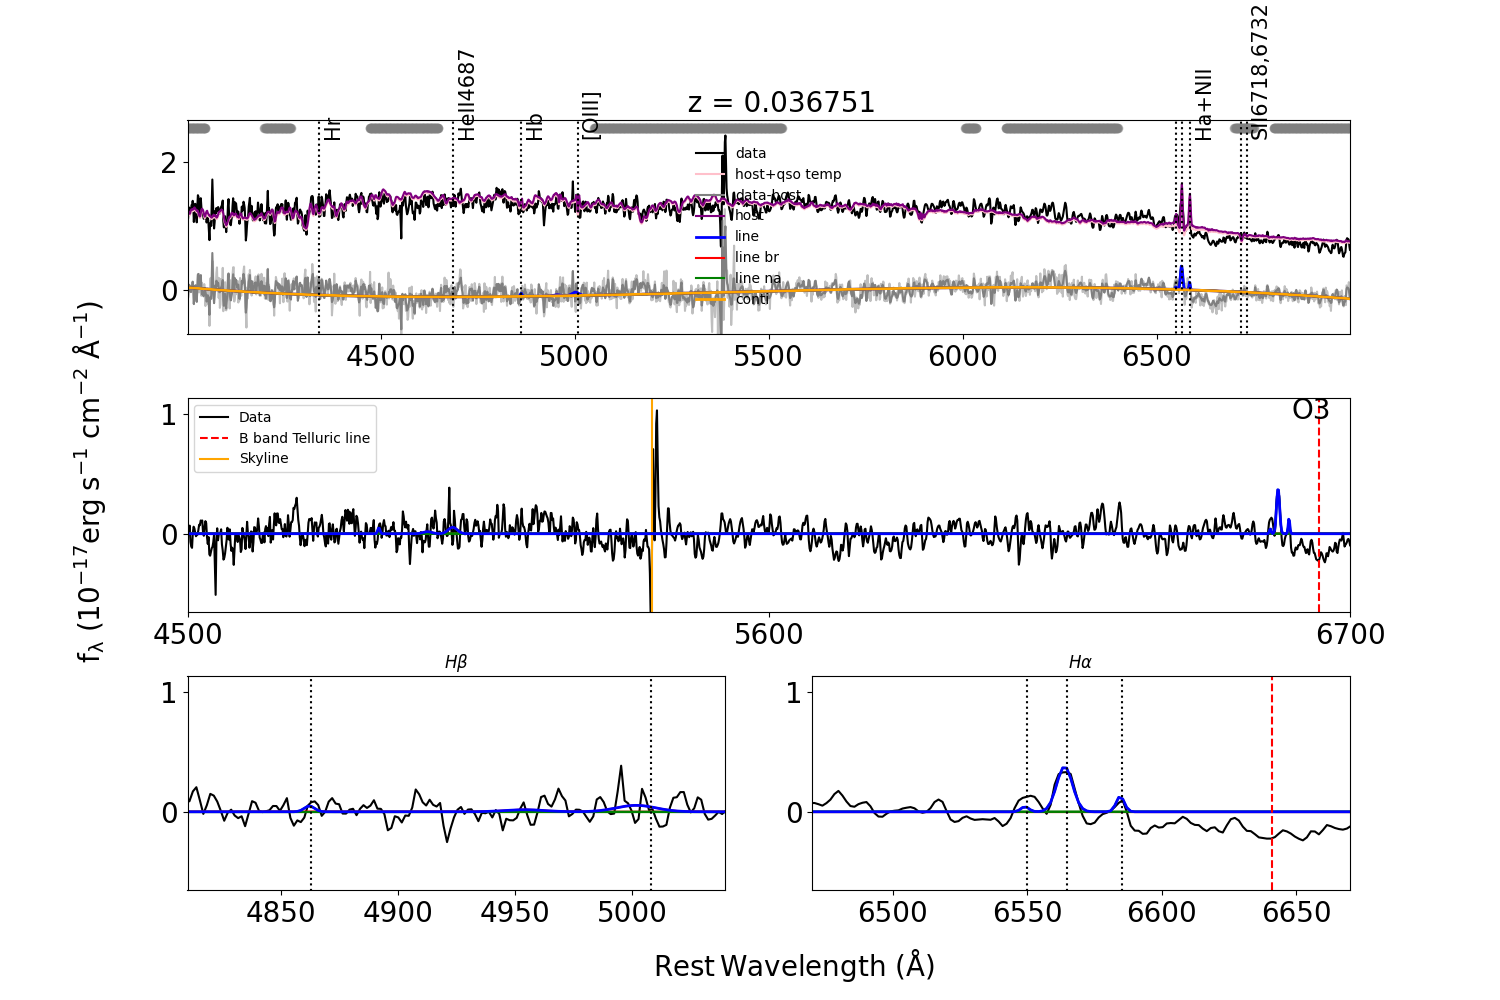 z = 0.036751
Hr
HeII4687
Hb
[OIII]
Ha+NII
SII6718,6732
data
host+qso temp
data-host
host
line
line br
line na
conti
2
0
4500 5000 5500 6000 6500
fλ (10−17erg s−1 cm−2 Å−1)
Data
B band Telluric line
Skyline
O3
1
0
4500 5600 6700
Hβ
1
0
4850 4900 4950 5000
Hα
1
0
6500 6550 6600 6650
Rest Wavelength (Å)